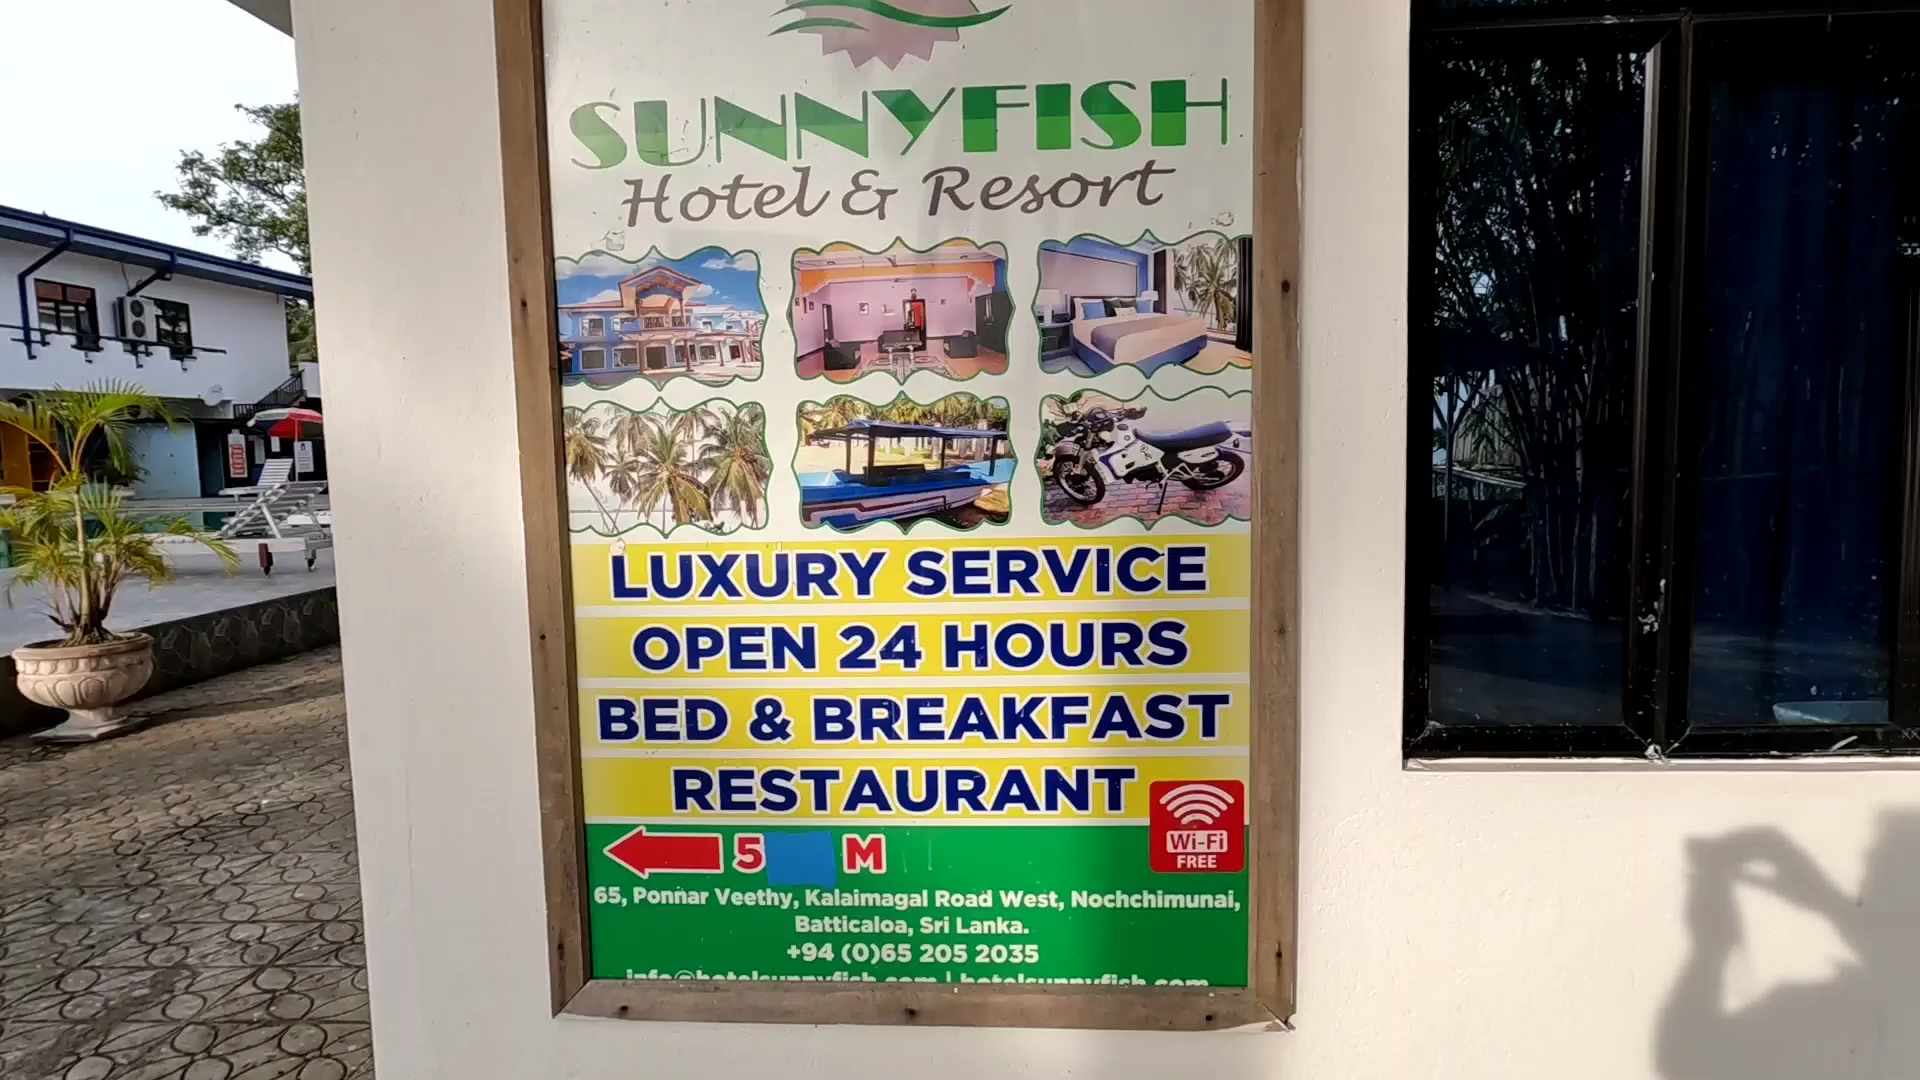 SUNNYFISH
Hotel & Resort
LUXURY SERVICE
OPEN 24 HOURS
BED & BREAKFAST
RESTAURANT
Wi-Fi
FREE
5 M
65, Ponnar Veethy, Kalaimagal Road West, Nochchimunai,
Batticaloa, Sri Lanka.
+94 (0)65 205 2035
info@hotelsunnyfish.com | hotelsunnyfish.com